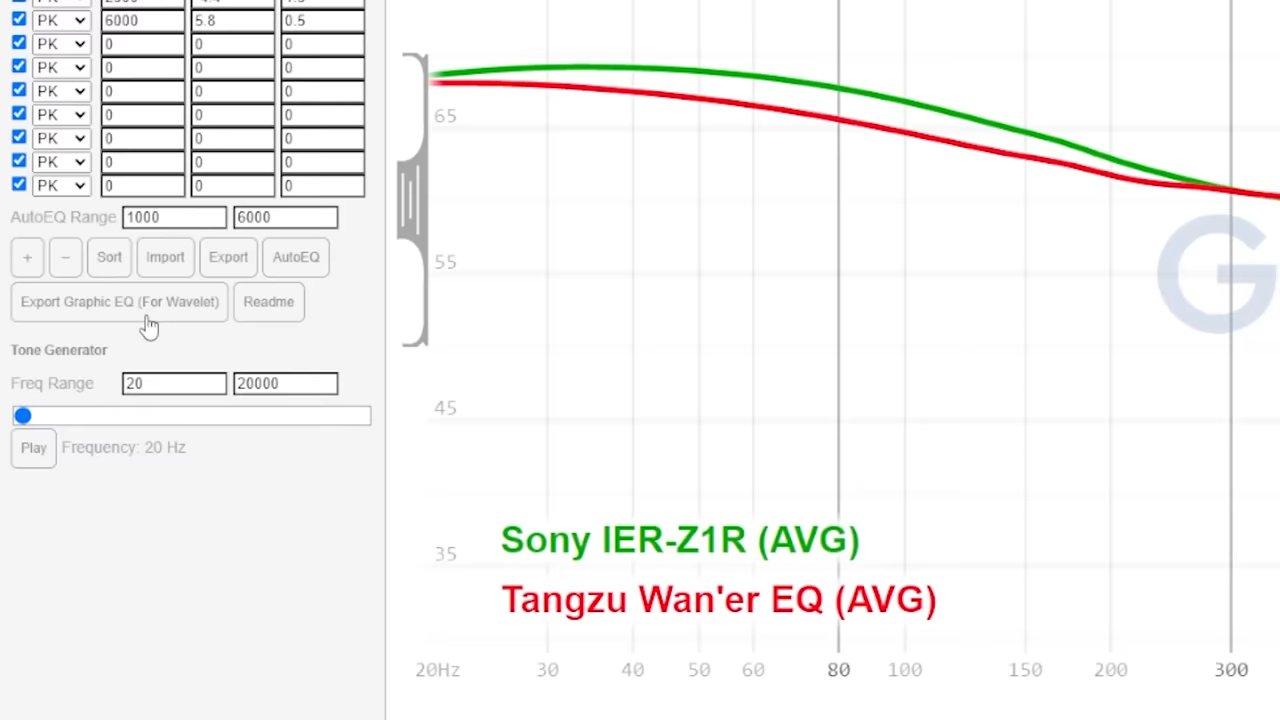 PK 6000 5.8 0.5
PK 0 0 0
PK 0 0 0
PK 0 0 0
PK 0 0 0
PK 0 0 0
PK 0 0 0
PK 0 0 0
AutoEQ Range 1000 6000
+ − Sort Import Export AutoEQ
Export Graphic EQ (For Wavelet) Readme
Tone Generator
Freq Range 20 20000
Play Frequency: 20 Hz
65
55
45
35
G
Sony IER-Z1R (AVG)
Tangzu Wan'er EQ (AVG)
20Hz 30 40 50 60 80 100 150 200 300